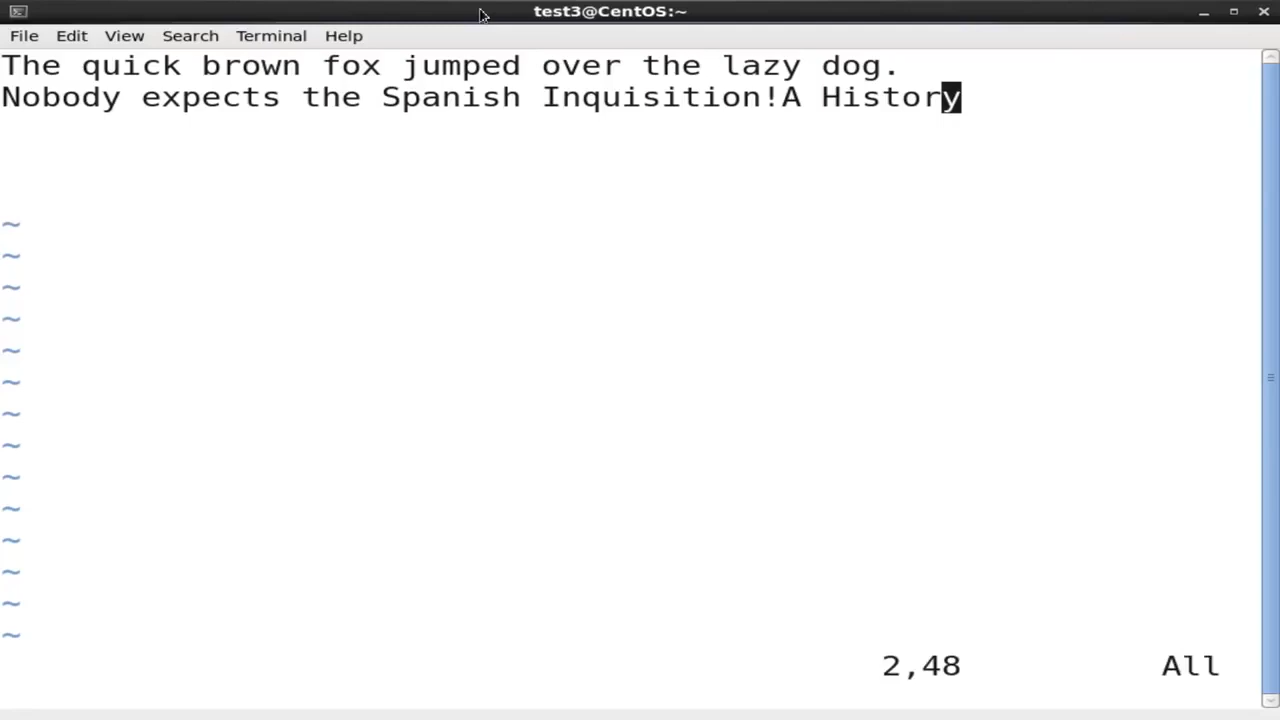 test3@CentOS:~
File Edit View Search Terminal Help
The quick brown fox jumped over the lazy dog.
Nobody expects the Spanish Inquisition!A History
~
~
~
~
~
~
~
~
~
~
~
~
~
~
2,48 All